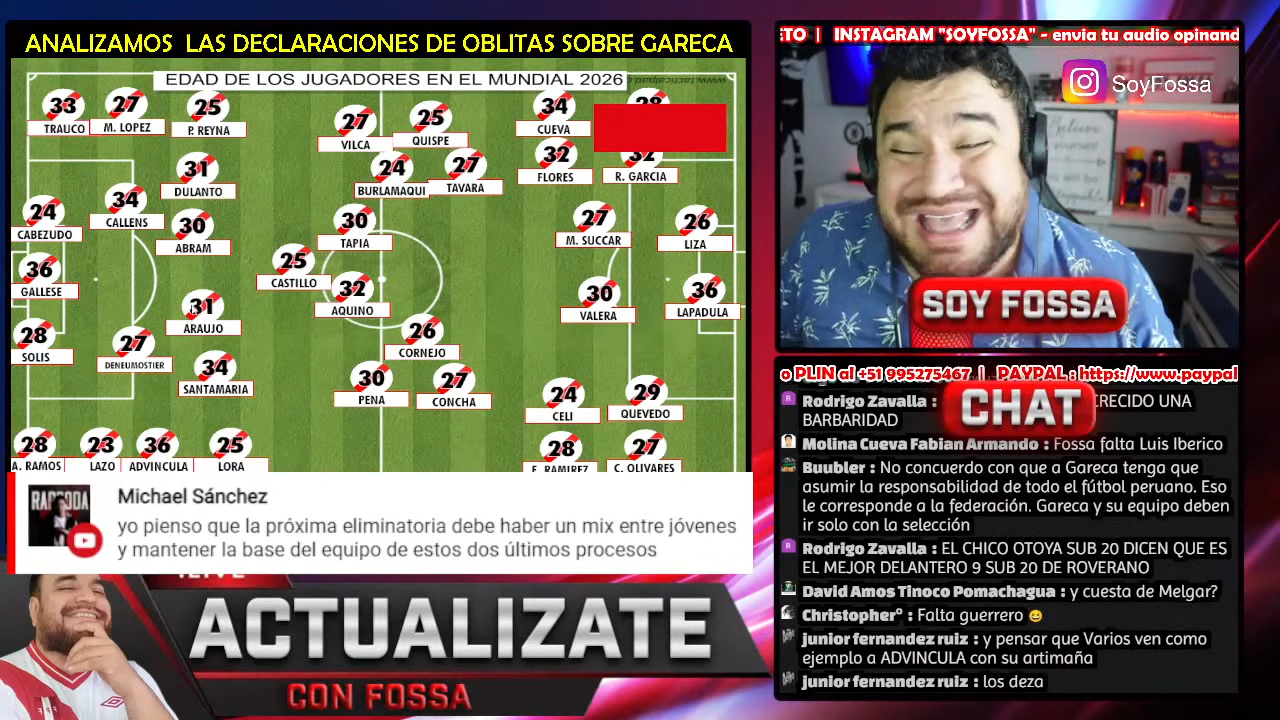 ANALIZAMOS LAS DECLARACIONES DE OBLITAS SOBRE GARECA
EDAD DE LOS JUGADORES EN EL MUNDIAL 2026
33 27 25 27 25 34 28
TRAUCO M. LOPEZ P. REYNA VILCA QUISPE CUEVA
31 24 27 32 32
DULANTO BURLAMAQUI TAVARA FLORES R. GARCIA
24 34 30 30 27 26
CABEZUDO CALLENS ABRAM TAPIA M. SUCCAR LIZA
36 25 32 30 36
GALLESE CASTILLO AQUINO VALERA LAPADULA
31
ARAUJO
28 27 26
SOLIS DENEUMOSTIER CORNEJO
34 30 27 24 29
SANTAMARIA PENA CONCHA CELI QUEVEDO
28 23 36 25 28 27
A. RAMOS LAZO ADVINCULA LORA E. RAMIREZ C. OLIVARES
Michael Sánchez
yo pienso que la próxima eliminatoria debe haber un mix entre jóvenes
y mantener la base del equipo de estos dos últimos procesos
ACTUALIZATE
CON FOSSA
ETO | INSTAGRAM "SOYFOSSA" - envia tu audio opinand
SoyFossa
SOY FOSSA
o PLIN al +51 995275467 | PAYPAL : https://www.paypal
CHAT
Rodrigo Zavalla : CRECIDO UNA
BARBARIDAD
Molina Cueva Fabian Armando : Fossa falta Luis Iberico
Buubler : No concuerdo con que a Gareca tenga que
asumir la responsabilidad de todo el fútbol peruano. Eso
le corresponde a la federación. Gareca y su equipo deben
ir solo con la selección
Rodrigo Zavalla : EL CHICO OTOYA SUB 20 DICEN QUE ES
EL MEJOR DELANTERO 9 SUB 20 DE ROVERANO
David Amos Tinoco Pomachagua : y cuesta de Melgar?
Christopher° : Falta guerrero 😆
junior fernandez ruiz : y pensar que Varios ven como
ejemplo a ADVINCULA con su artimaña
junior fernandez ruiz : los deza